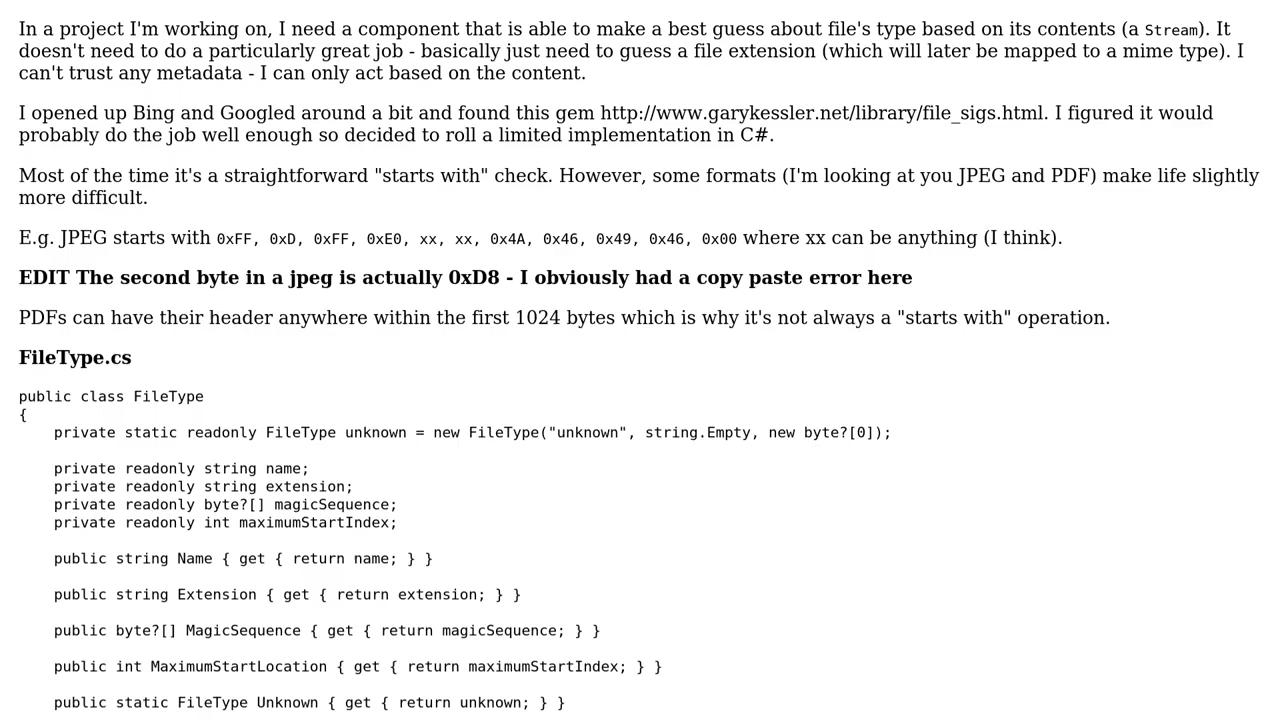 In a project I'm working on, I need a component that is able to make a best guess about file's type based on its contents (a Stream). It
doesn't need to do a particularly great job - basically just need to guess a file extension (which will later be mapped to a mime type). I
can't trust any metadata - I can only act based on the content.
I opened up Bing and Googled around a bit and found this gem http://www.garykessler.net/library/file_sigs.html. I figured it would
probably do the job well enough so decided to roll a limited implementation in C#.
Most of the time it's a straightforward "starts with" check. However, some formats (I'm looking at you JPEG and PDF) make life slightly
more difficult.
E.g. JPEG starts with 0xFF, 0xD, 0xFF, 0xE0, xx, xx, 0x4A, 0x46, 0x49, 0x46, 0x00 where xx can be anything (I think).
EDIT The second byte in a jpeg is actually 0xD8 - I obviously had a copy paste error here
PDFs can have their header anywhere within the first 1024 bytes which is why it's not always a "starts with" operation.
FileType.cs
public class FileType
{
    private static readonly FileType unknown = new FileType("unknown", string.Empty, new byte?[0]);
    private readonly string name;
    private readonly string extension;
    private readonly byte?[] magicSequence;
    private readonly int maximumStartIndex;
    public string Name { get { return name; } }
    public string Extension { get { return extension; } }
    public byte?[] MagicSequence { get { return magicSequence; } }
    public int MaximumStartLocation { get { return maximumStartIndex; } }
    public static FileType Unknown { get { return unknown; } }